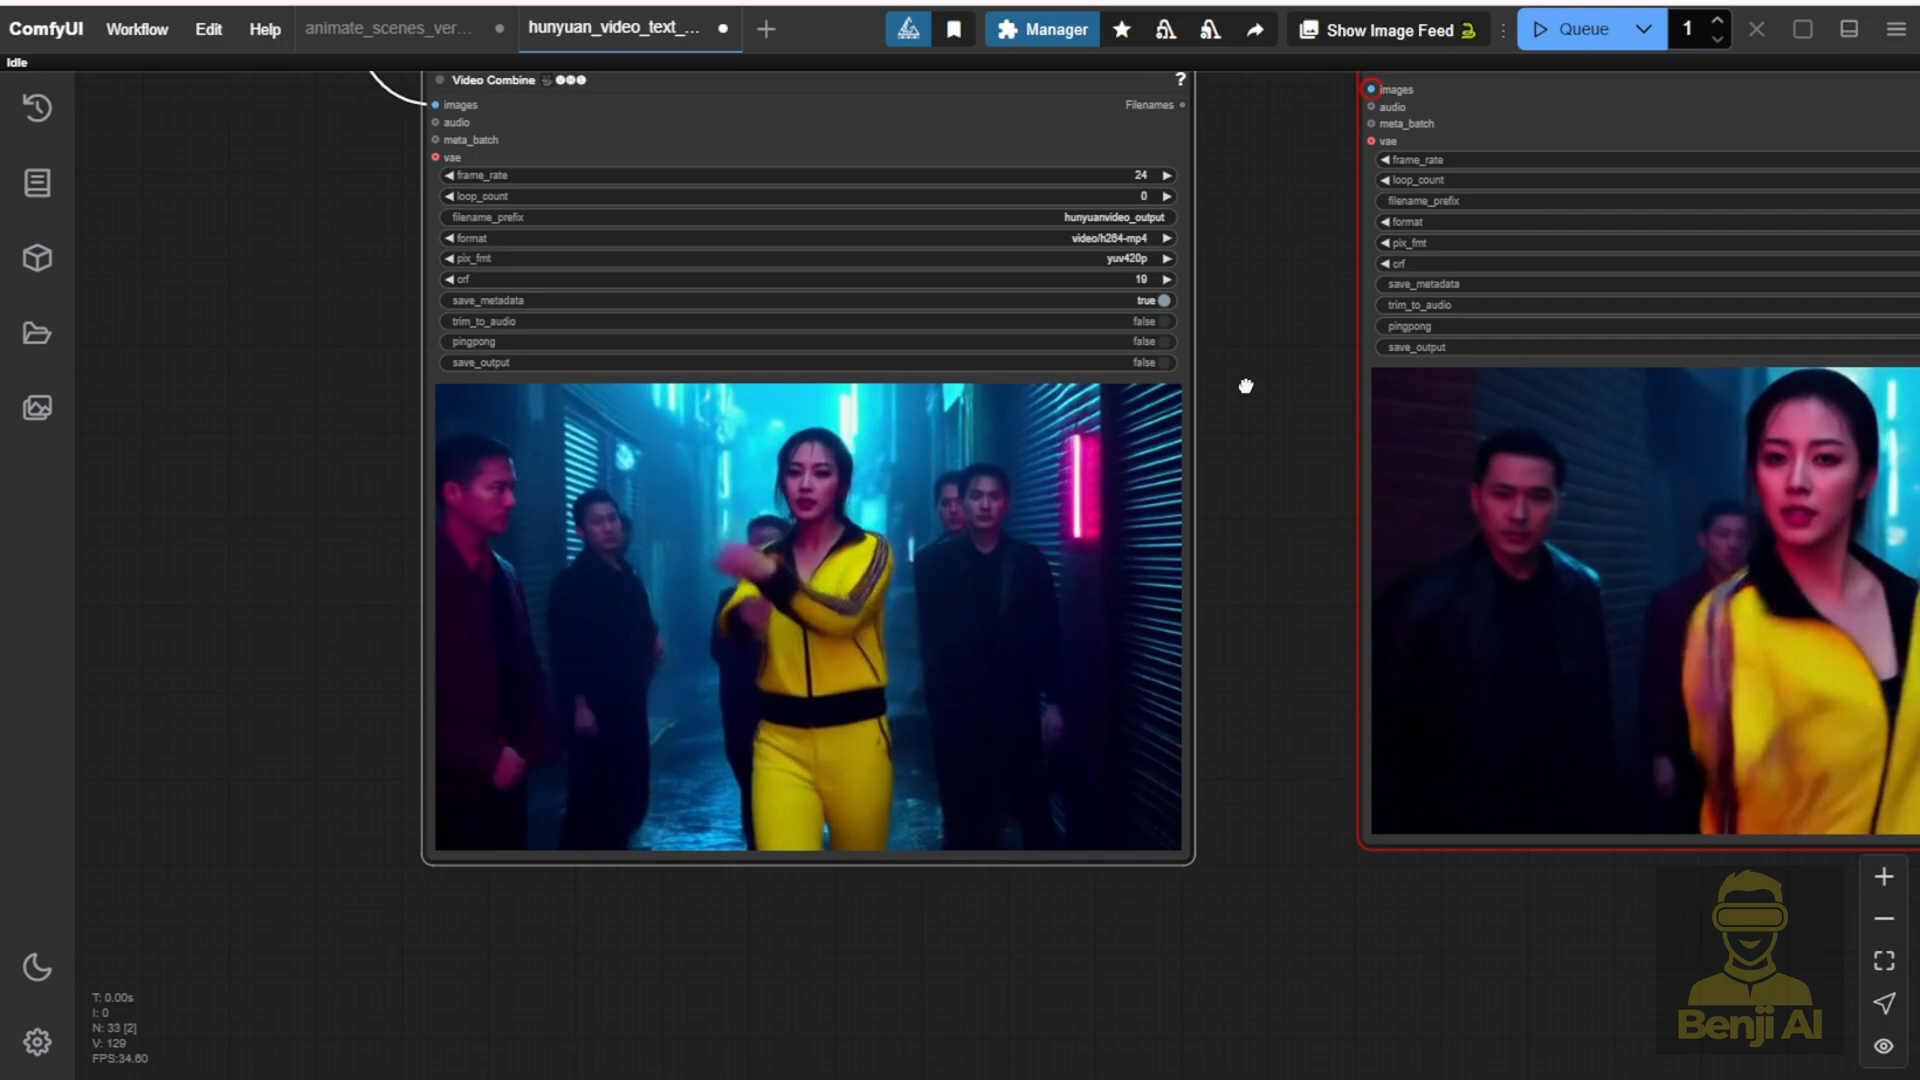 ComfyUI
Workflow
Edit
Help
animate_scenes_ver...
hunyuan_video_text_...
Manager
Show Image Feed
Queue
1
Idle
Video Combine
?
images
Filenames
audio
meta_batch
vae
frame_rate
24
loop_count
0
filename_prefix
hunyuanvideo_output
format
video/h264-mp4
pix_fmt
yuv420p
crf
19
save_metadata
true
trim_to_audio
false
pingpong
false
save_output
false
images
audio
meta_batch
vae
frame_rate
loop_count
filename_prefix
format
pix_fmt
crf
save_metadata
trim_to_audio
pingpong
save_output
T: 0.00s
I: 0
N: 33 [2]
V: 129
FPS:34.60
Benji AI